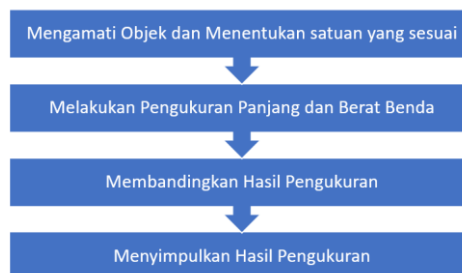 Mengamati Objek dan Menentukan satuan yang sesuai
Melakukan Pengukuran Panjang dan Berat Benda
Membandingkan Hasil Pengukuran
Menyimpulkan Hasil Pengukuran